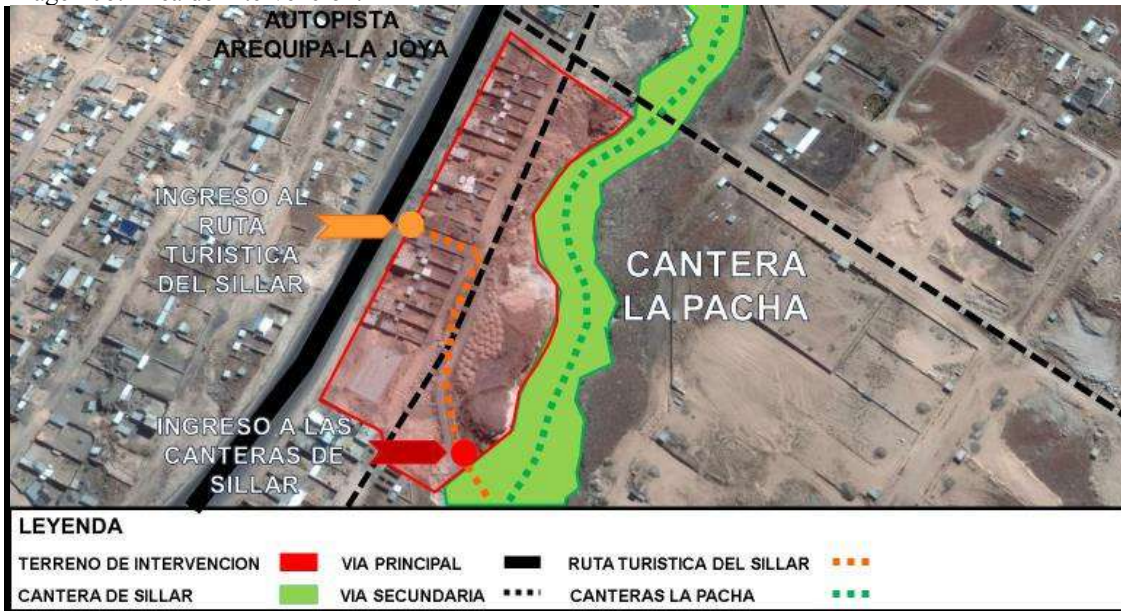 AUTOPISTA
AREQUIPA-LA JOYA
INGRESO AL
RUTA
TURISTICA
DEL SILLAR
CANTERA
LA PACHA
INGRESO A LAS
CANTERAS DE
SILLAR
LEYENDA
TERRENO DE INTERVENCION VIA PRINCIPAL RUTA TURISTICA DEL SILLAR
CANTERA DE SILLAR VIA SECUNDARIA CANTERAS LA PACHA